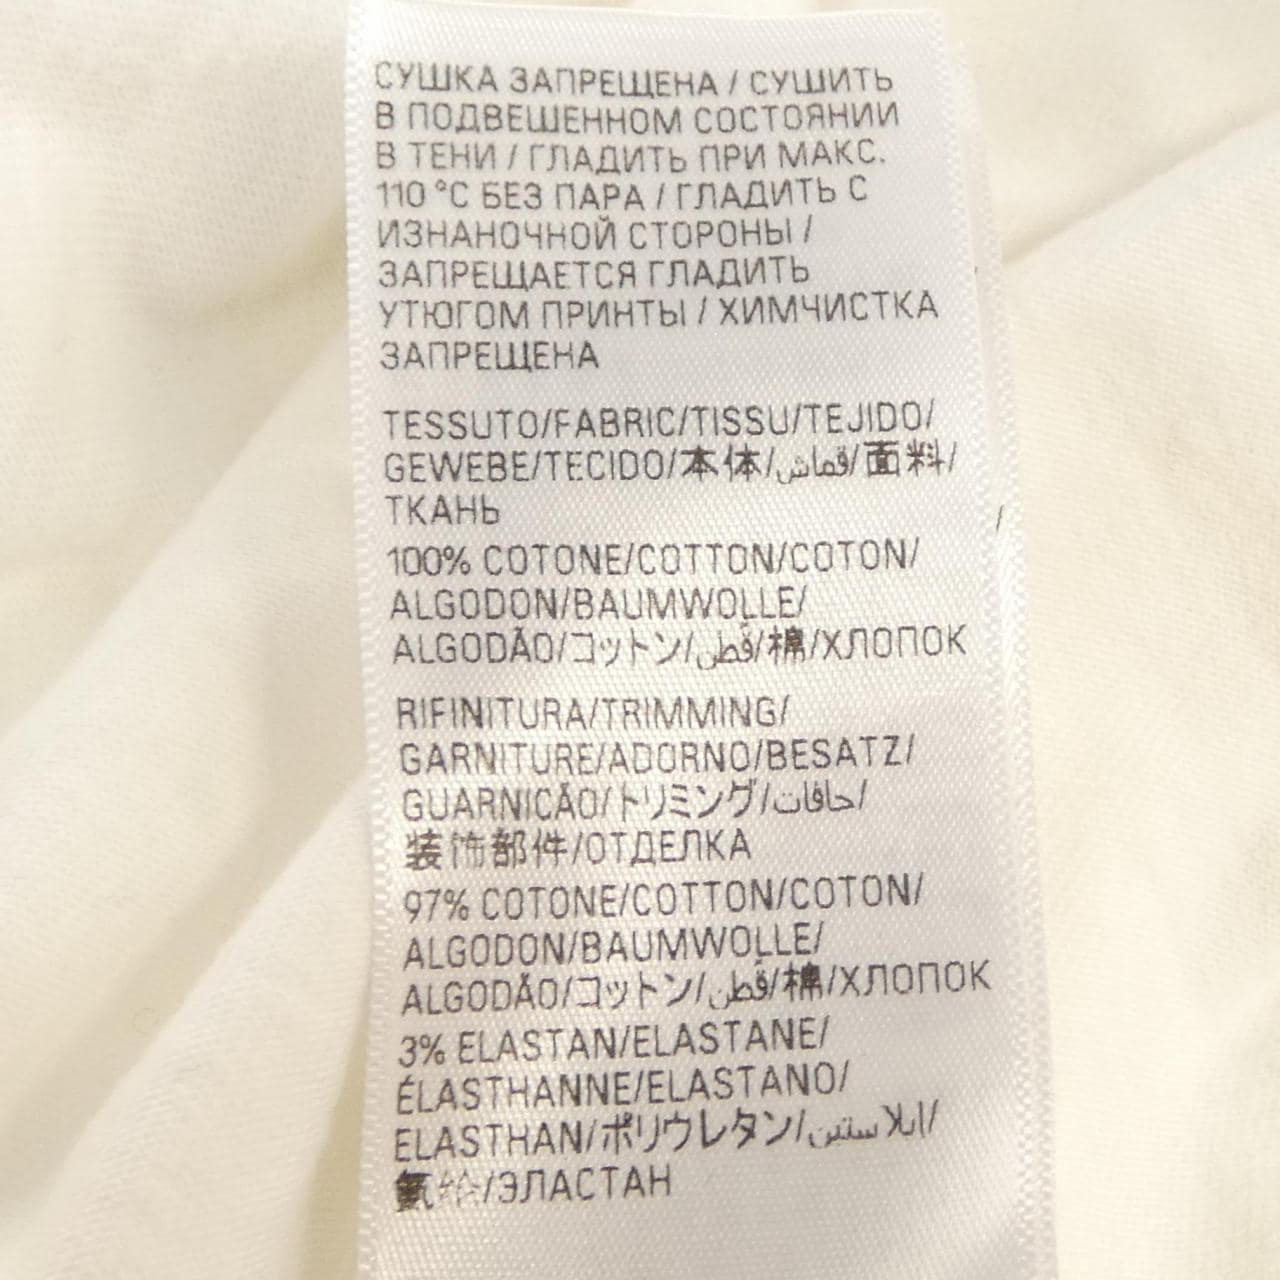 СУШКА ЗАПРЕЩЕНА / СУШИТЬ
В ПОДВЕШЕННОМ СОСТОЯНИИ
В ТЕНИ / ГЛАДИТЬ ПРИ МАКС.
110 °C БЕЗ ПАРА / ГЛАДИТЬ С
ИЗНАНОЧНОЙ СТОРОНЫ /
ЗАПРЕЩАЕТСЯ ГЛАДИТЬ
УТЮГОМ ПРИНТЫ / ХИМЧИСТКА
ЗАПРЕЩЕНА
TESSUTO/FABRIC/TISSU/TEJIDO/
GEWEBE/TECIDO/本体/قماش/面料/
ТКАНЬ
100% COTONE/COTTON/COTON/
ALGODON/BAUMWOLLE/
ALGODÃO/コットン/قطن/棉/ХЛОПОК
RIFINITURA/TRIMMING/
GARNITURE/ADORNO/BESATZ/
GUARNICÃO/トリミング/حافات/
装饰部件/ОТДЕЛКА
97% COTONE/COTTON/COTON/
ALGODON/BAUMWOLLE/
ALGODÃO/コットン/قطن/棉/ХЛОПОК
3% ELASTAN/ELASTANE/
ÉLASTHANNE/ELASTANO/
ELASTHAN/ポリウレタン/ايلاستين/
氨纶/ЭЛАСТАН